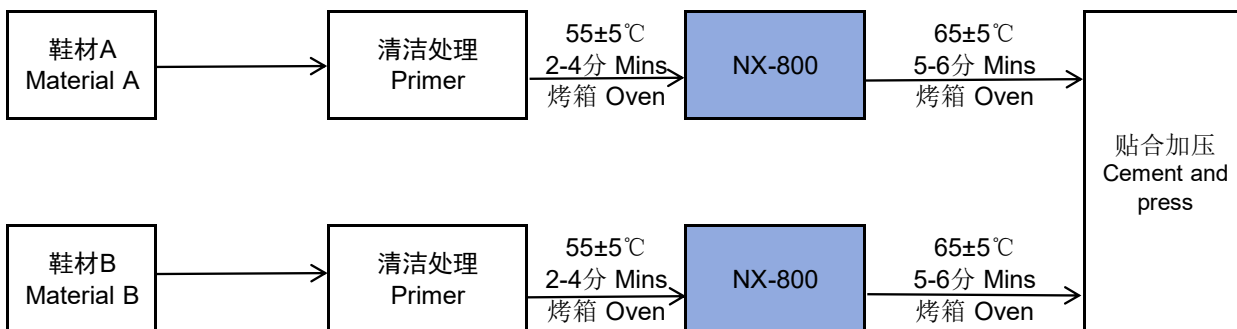 鞋材A
Material A
清洁处理
Primer
55±5℃
2-4分 Mins
烤箱 Oven
NX-800
65±5℃
5-6分 Mins
烤箱 Oven
贴合加压
Cement and
press
鞋材B
Material B
清洁处理
Primer
55±5℃
2-4分 Mins
烤箱 Oven
NX-800
65±5℃
5-6分 Mins
烤箱 Oven